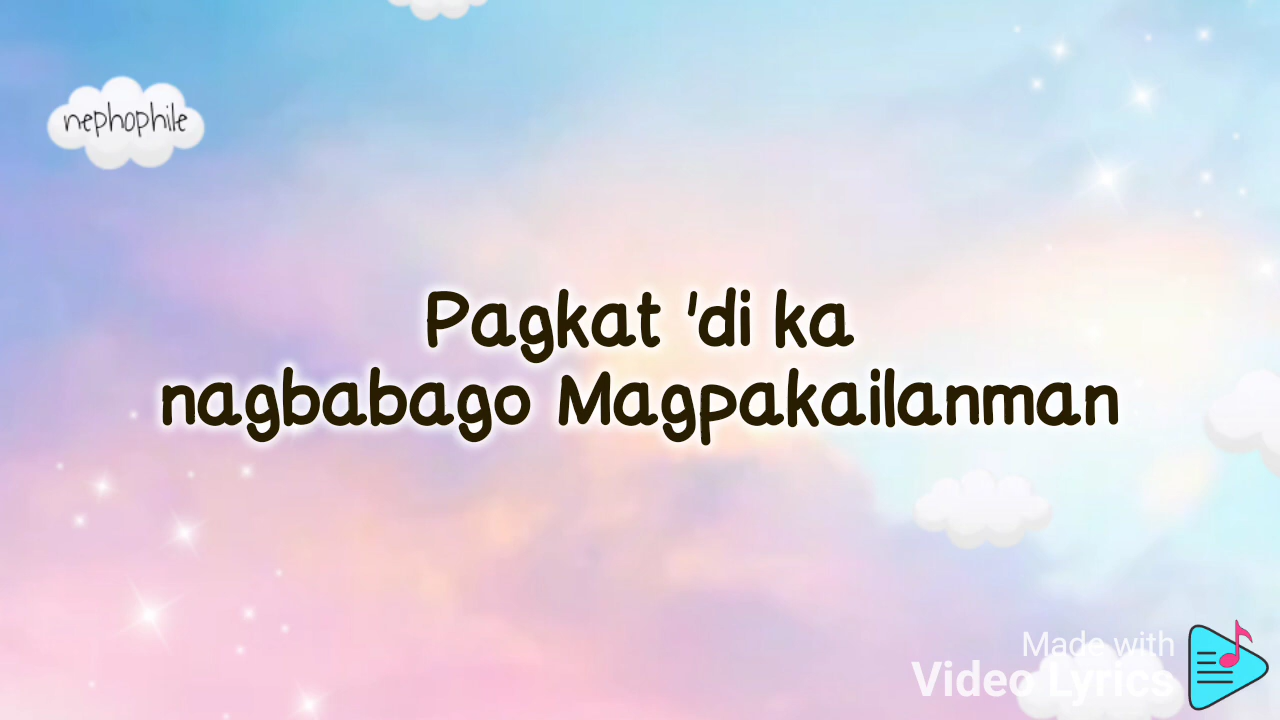 nephophile
Pagkat 'di ka
nagbabago Magpakailanman
Made with
Video Lyrics